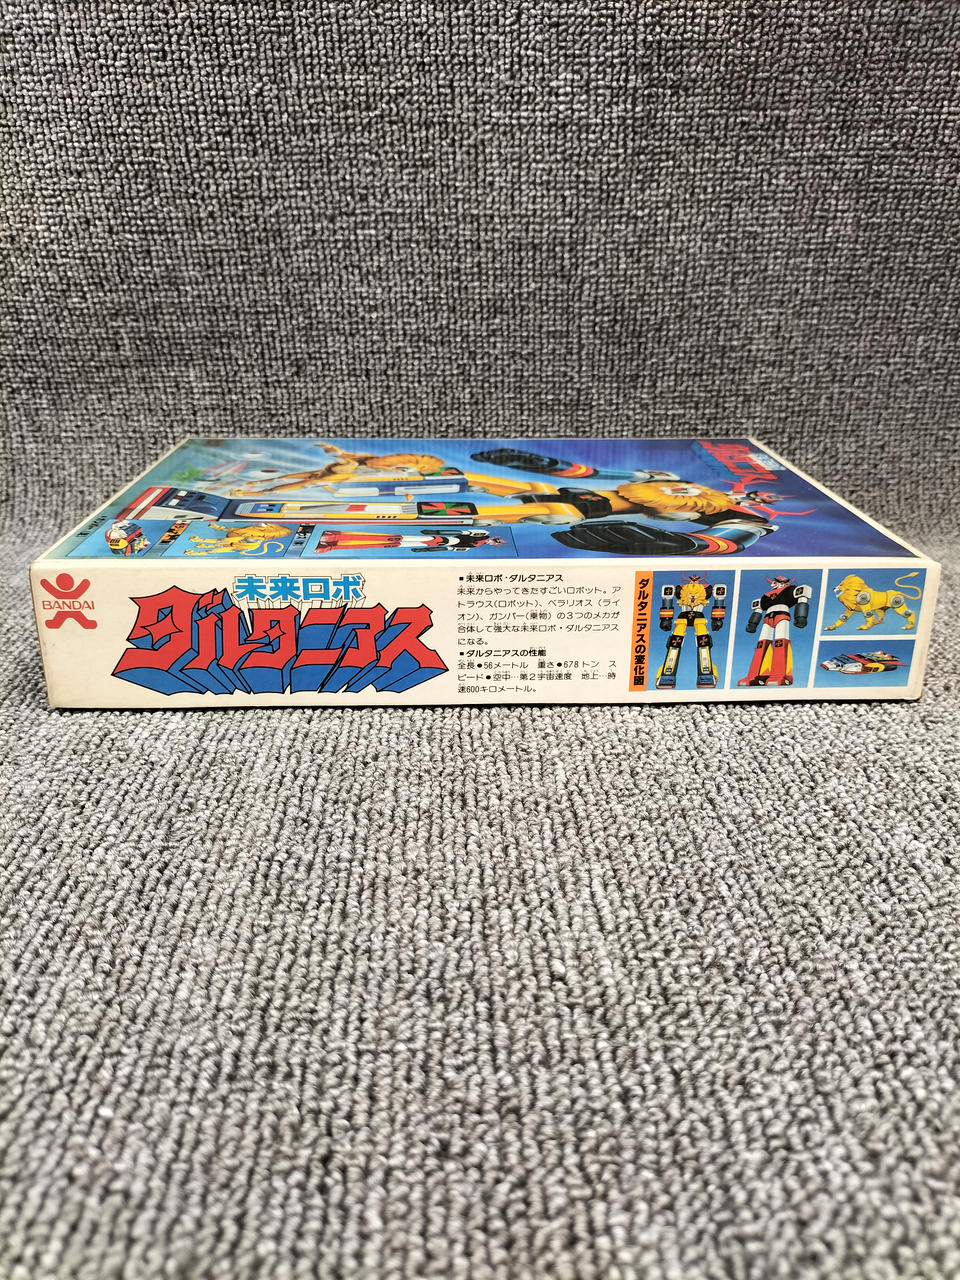 BANDAI
未来ロボ
ダルタニアス
■未来ロボ・ダルタニアス
未来からやってきたすごいロボット。ア
トラウス(ロボット)、ベラリオス(ライ
オン)、ガンパー(乗物)の3つのメカが
合体して強大な未来ロボ・ダルタニアス
になる。
■ダルタニアスの性能
全長●56メートル 重さ●678トン ス
ピード●空中…第2宇宙速度 地上…時
速600キロメートル。
ダルタニアスの変化図